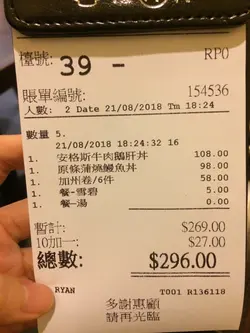 檯號: 39 - RP0
賬單編號: 154536
人數: 2 Date 21/08/2018 Tm 18:24
數量 5.
21/08/2018 18:24:32 16
1. 安格斯牛肉鵝肝丼 108.00
1. 原條蒲燒鰻魚丼 98.00
1. 加州卷/6件 58.00
1. 餐-雪碧 5.00
1. 餐-湯 0.00
暫計: $269.00
10加一: $27.00
總數: $296.00
RYAN T001 R136118
多謝惠顧
請再光臨